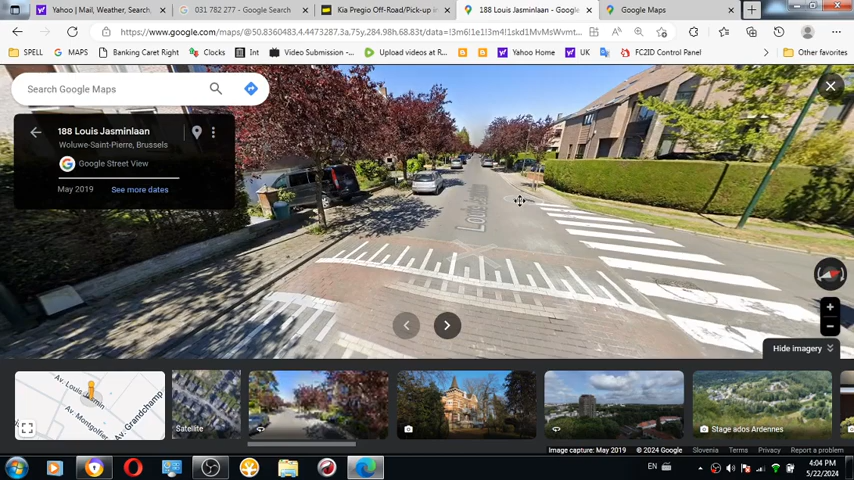 Yahoo | Mail, Weather, Search,
031 782 277 - Google Search
Kia Pregio Off-Road/Pick-up in
188 Louis Jasminlaan - Google
Google Maps
https://www.google.com/maps/@50.8360483,4.4473287,3a,75y,284.98h,68.83t/data=!3m6!1e1!3m4!1skd1MvMsWvmt...
SPELL
MAPS
Banking Caret Righting
Clocks
Video Submission -...
Upload videos at R...
Yahoo Home
UK
FC2ID Control Panel
Other favorites
Search Google Maps
188 Louis Jasminlaan
Woluwe-Saint-Pierre, Brussels
Google Street View
May 2019
See more dates
Hide imagery
Av. Louis Jasmin
Av. Montgolfier
Av. Grandchamp
Satellite
Stage ados Ardennes
Image capture: May 2019
© 2024 Google
Slovenia
Terms
Privacy
Report a problem
EN
4:04 PM
5/22/2024